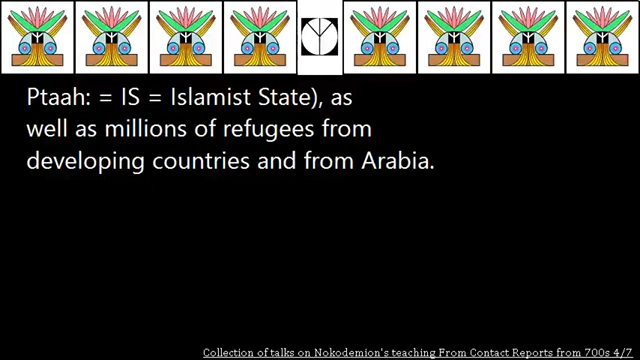 Ptaah: = IS = Islamist State), as
well as millions of refugees from
developing countries and from Arabia.
Collection of talks on Nokodemion's teaching From Contact Reports from 700s 4/7